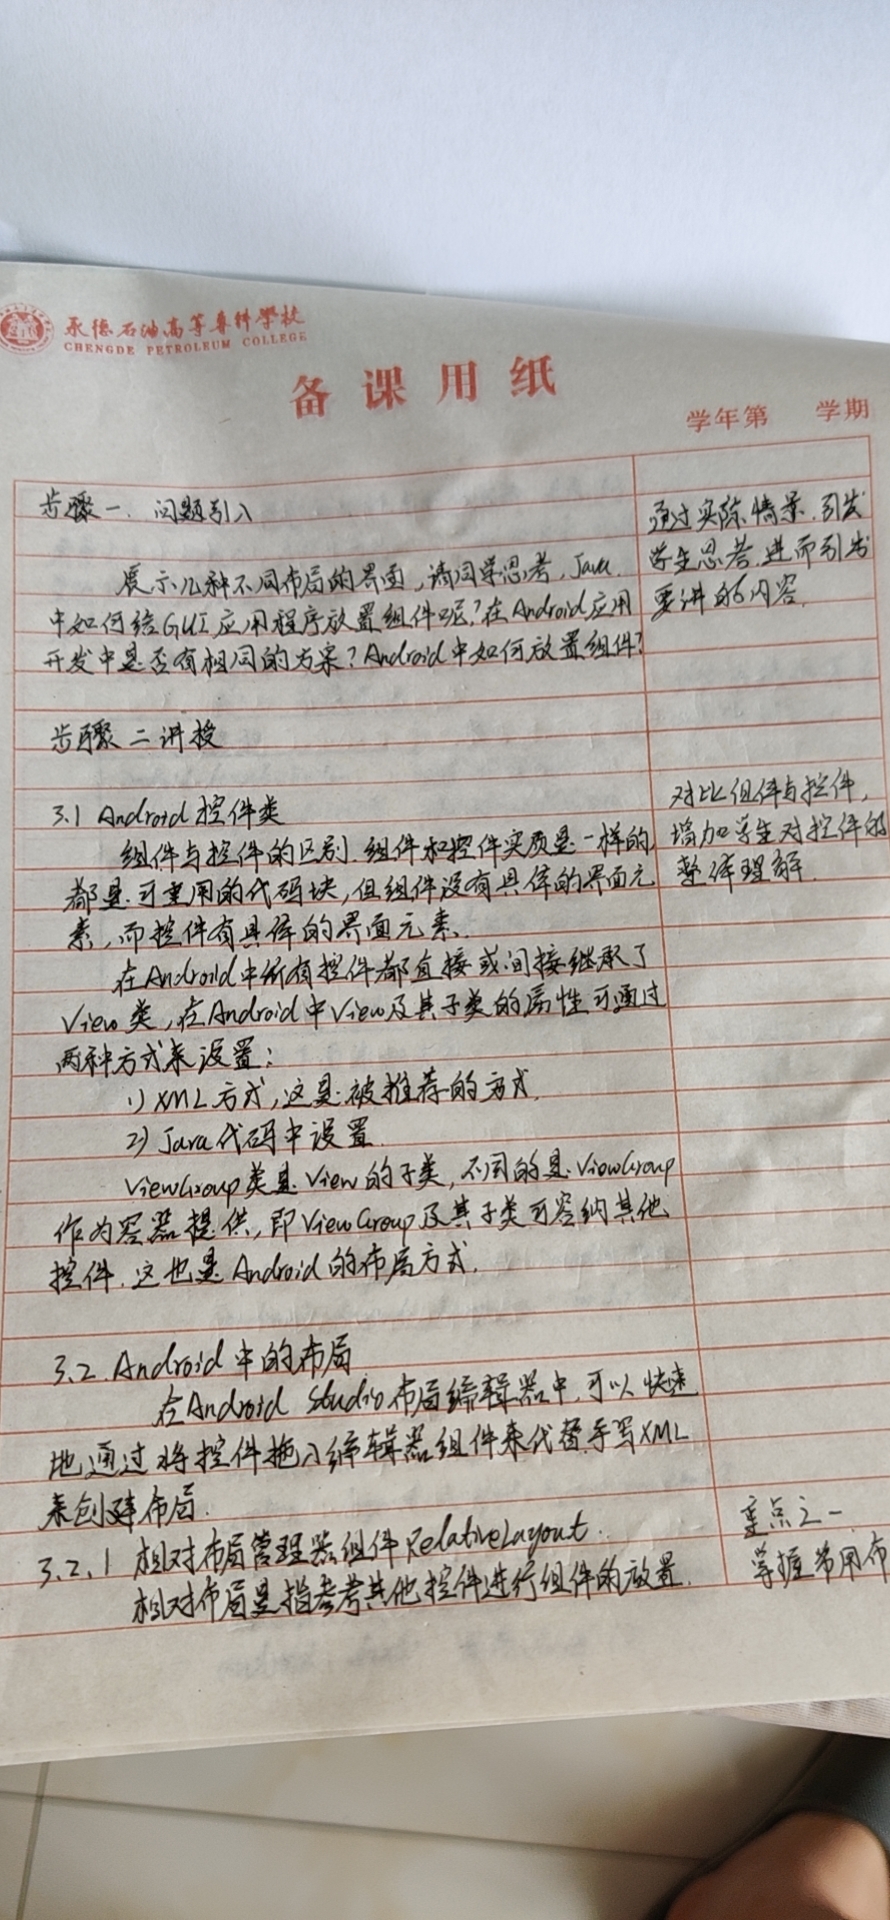 承德石油高等專科學校
CHENGDE PETROLEUM COLLEGE
备课用纸
学年第 学期
步骤一. 问题引入
通过实际情景.引发
学生思考.进而引出
要讲的内容.
展示几种不同布局的界面,请同学思考,Java
中如何给GUI应用程序放置组件呢?在Android应用
开发中是否有相同的方案?Android中如何放置组件?
步骤二讲授
3.1 Android控件类
对比组件与控件,
增加学生对控件的
整体理解.
组件与控件的区别.组件和控件实质是一样的
都是可重用的代码块,但组件没有具体的界面元
素,而控件有具体的界面元素.
在Android中所有控件都直接或间接继承了
View类,在Android中View及其子类的属性可通过
两种方式来设置:
1) XML方式,这是被推荐的方式.
2) Java代码中设置.
ViewGroup类是View的子类,不同的是ViewGroup
作为容器提供,即ViewGroup及其子类可容纳其他
控件.这也是Android的布局方式.
3.2.Android中的布局
在Android Studio布局编辑器中,可以快速
地通过将控件拖入编辑器组件来代替手写XML
来创建布局.
3.2.1 相对布局管理器组件RelativeLayout.
相对布局是指参考其他控件进行组件的放置.
重点之一
掌握常用布